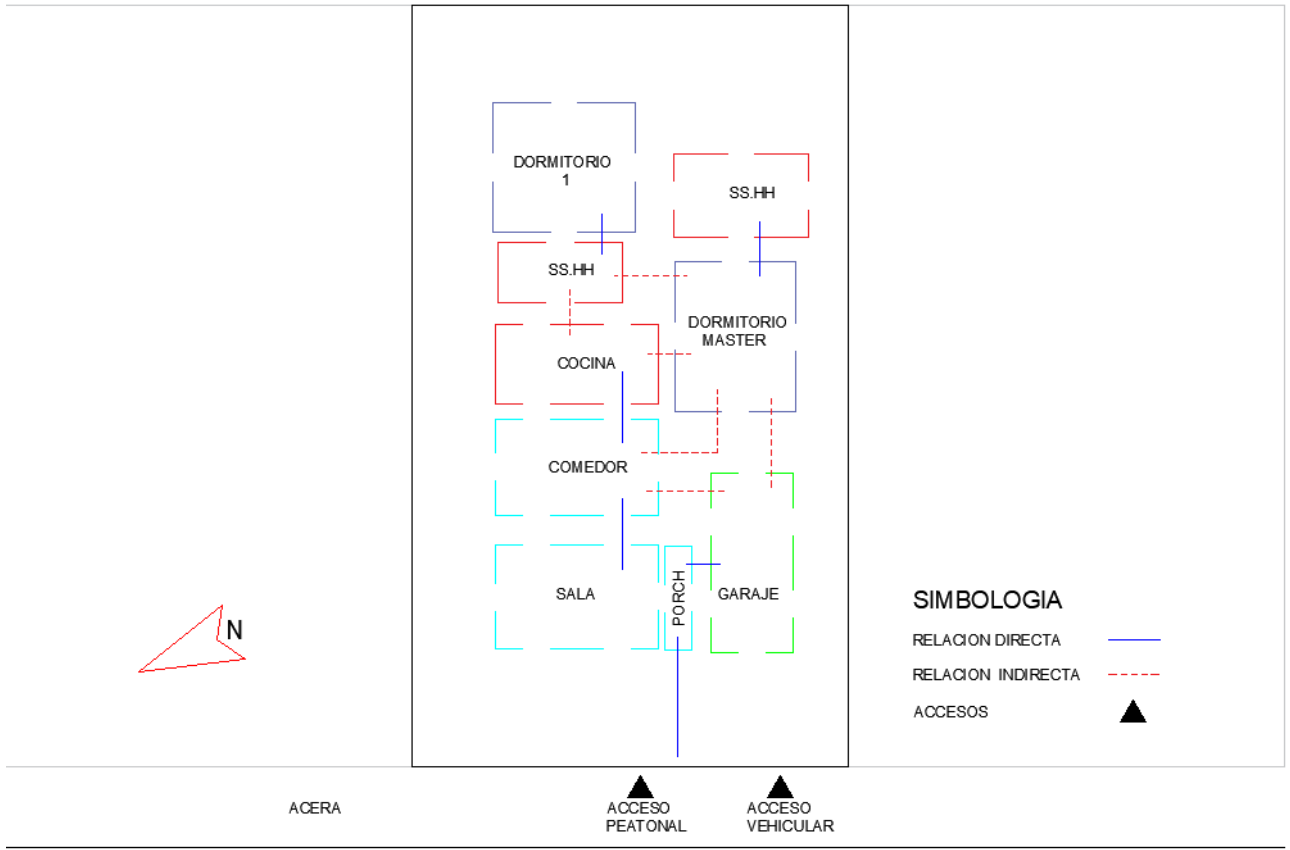 DORMITORIO
1
SS.HH
SS.HH
DORMITORIO
MASTER
COCINA
COMEDOR
SALA
PORCH
GARAJE
N
SIMBOLOGIA
RELACION DIRECTA
RELACION INDIRECTA
ACCESOS
ACERA
ACCESO
PEATONAL
ACCESO
VEHICULAR